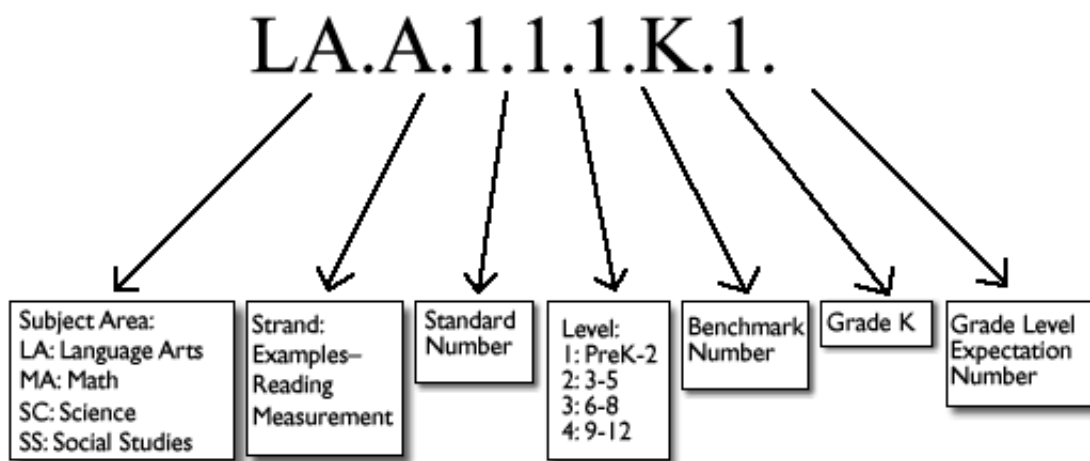 LA.A.1.1.1.K.1.
Subject Area:
LA: Language Arts
MA: Math
SC: Science
SS: Social Studies
Strand:
Examples–
Reading
Measurement
Standard
Number
Level:
1: PreK-2
2: 3-5
3: 6-8
4: 9-12
Benchmark
Number
Grade K
Grade Level
Expectation
Number